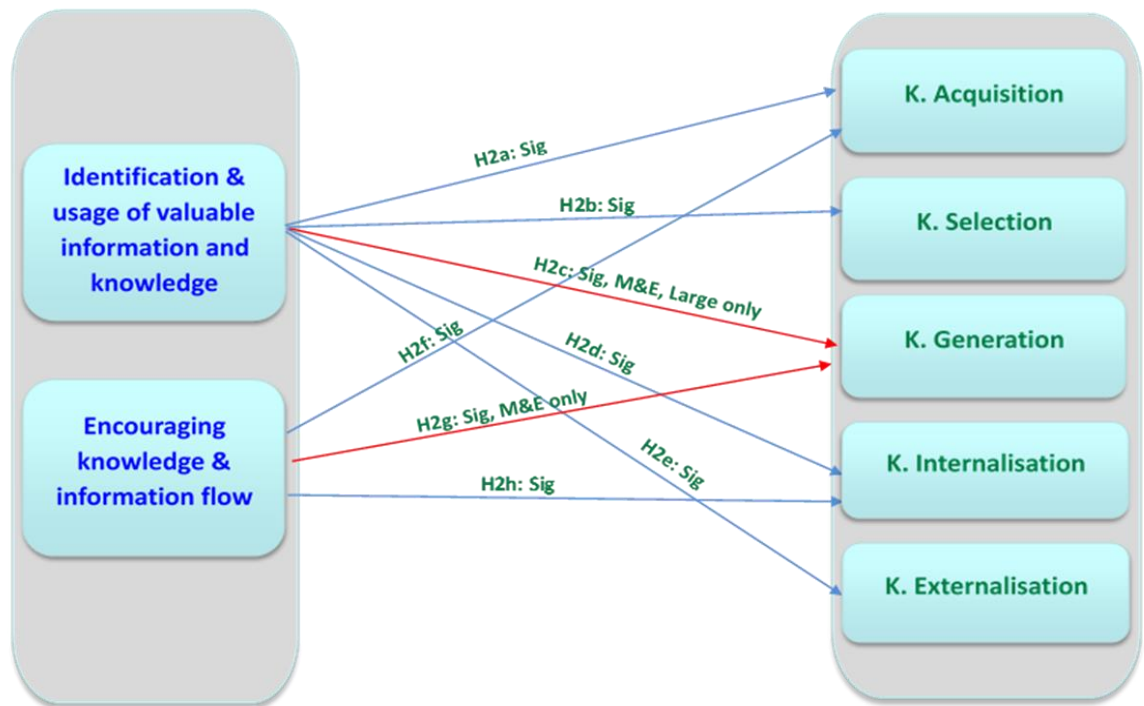 Identification &
usage of valuable
information and
knowledge
Encouraging
knowledge &
information flow
H2a: Sig
H2b: Sig
H2c: Sig, M&E, Large only
H2f: Sig
H2d: Sig
H2g: Sig, M&E only
H2e: Sig
H2h: Sig
K. Acquisition
K. Selection
K. Generation
K. Internalisation
K. Externalisation